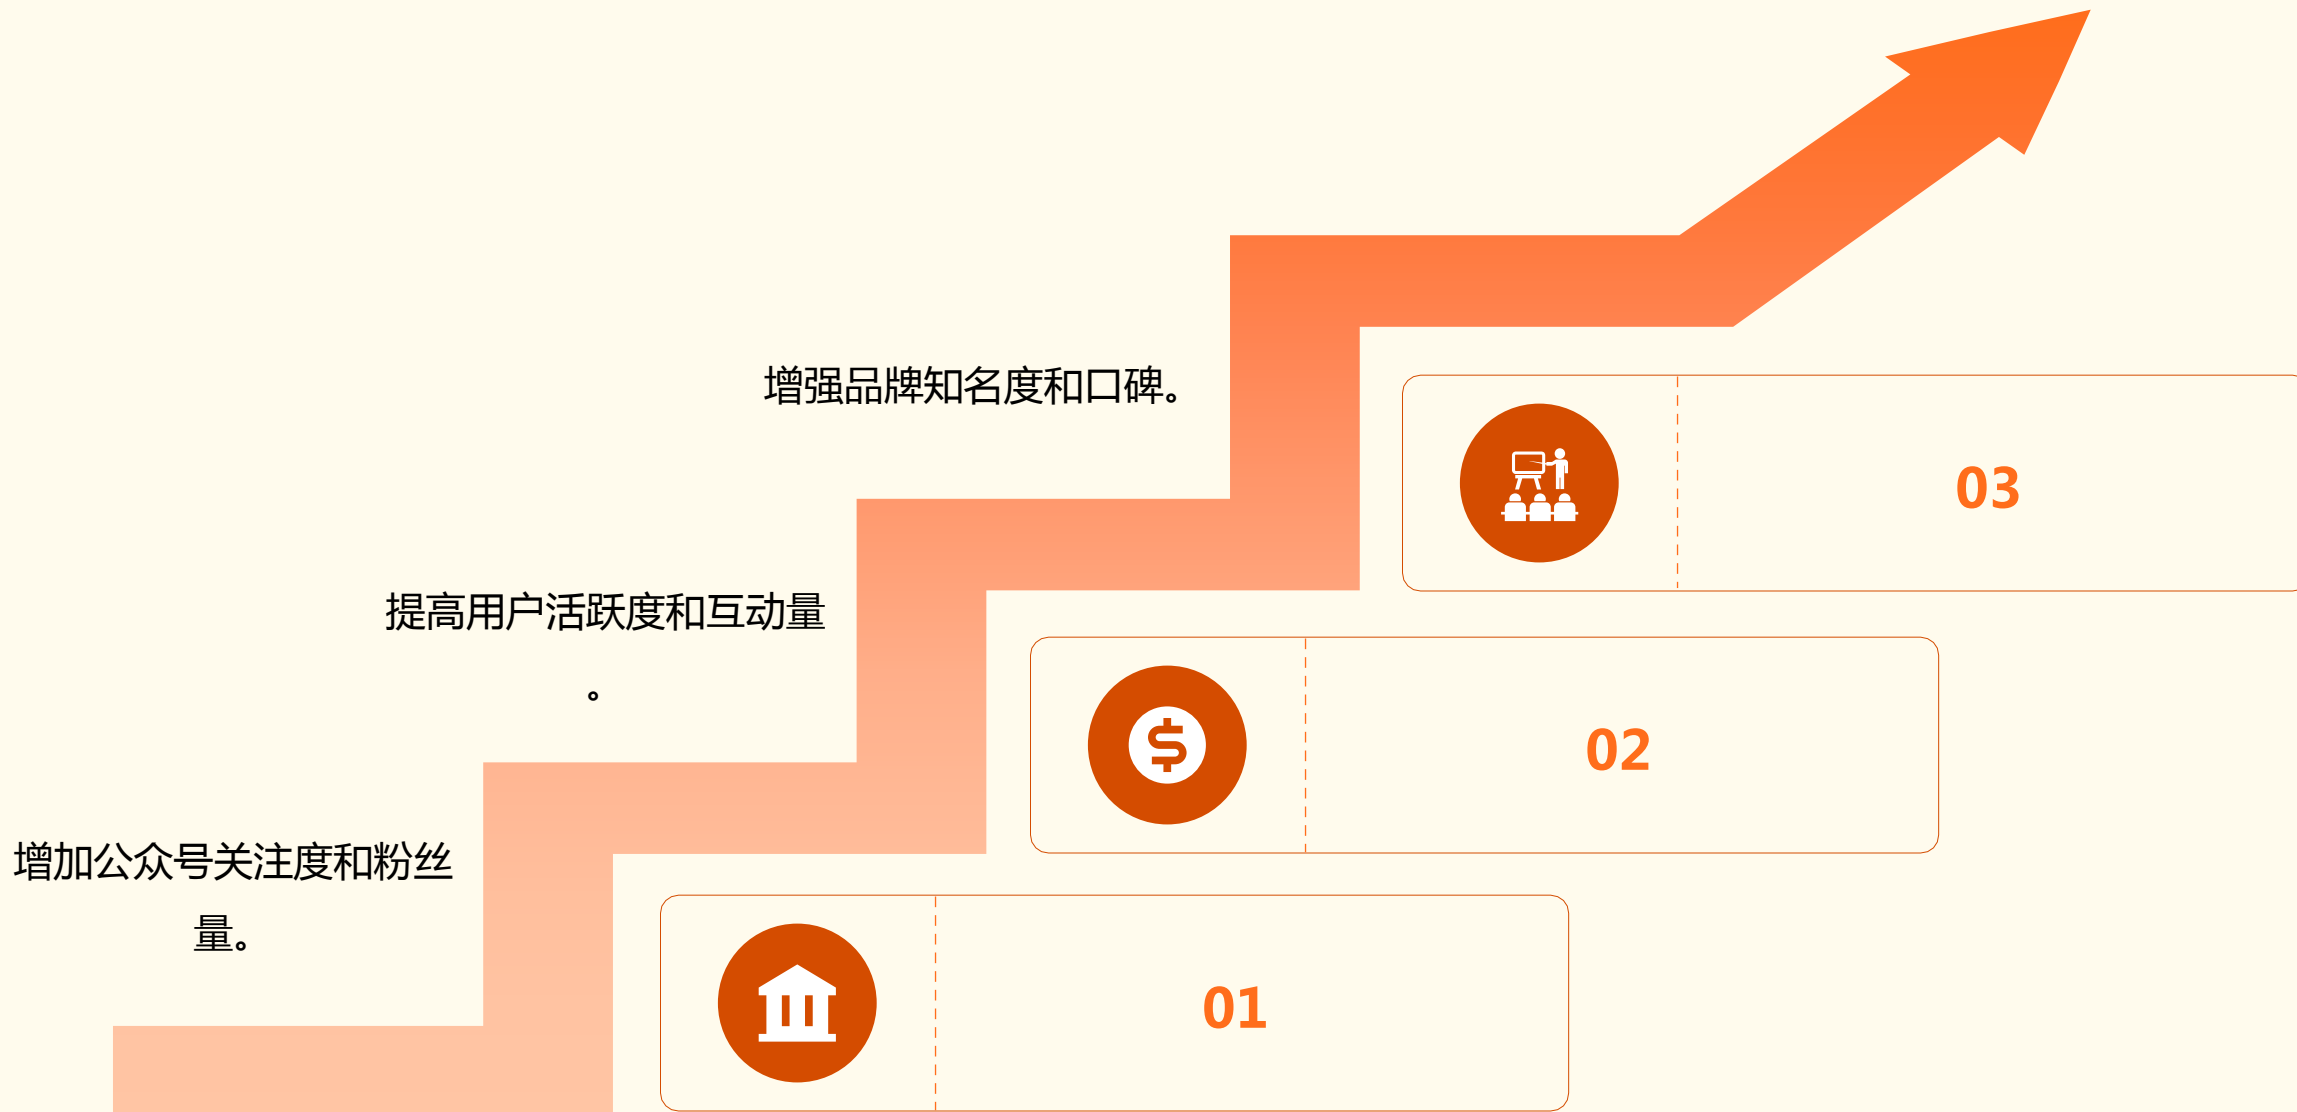 增强品牌知名度和口碑。
03
提高用户活跃度和互动量
。
02
增加公众号关注度和粉丝
量。
01